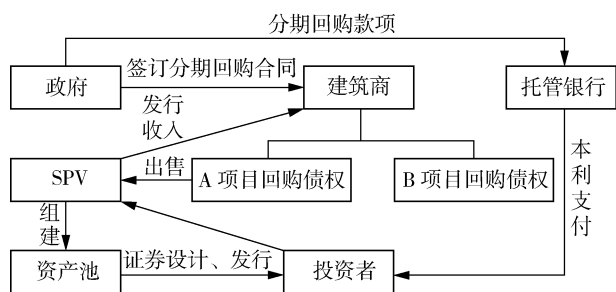 分期回购款项
政府
签订分期回购合同
建筑商
托管银行
发行
收入
SPV
出售
A 项目回购债权
B 项目回购债权
本利支付
组建
资产池
证券设计、发行
投资者